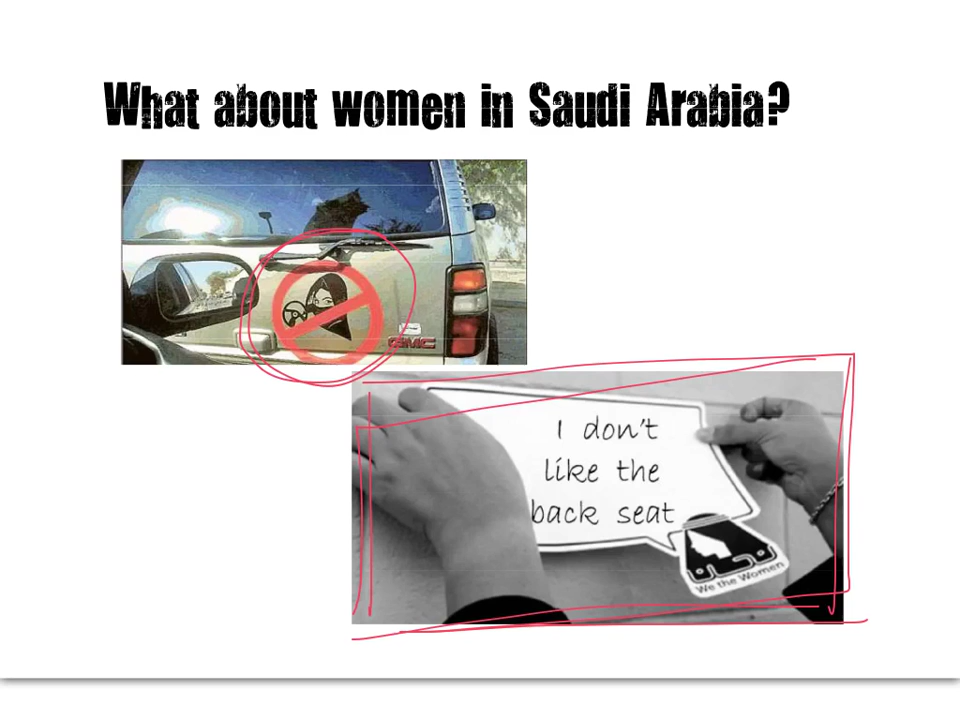 What about women in Saudi Arabia?
GMC
I don't
like the
back seat
We the Women